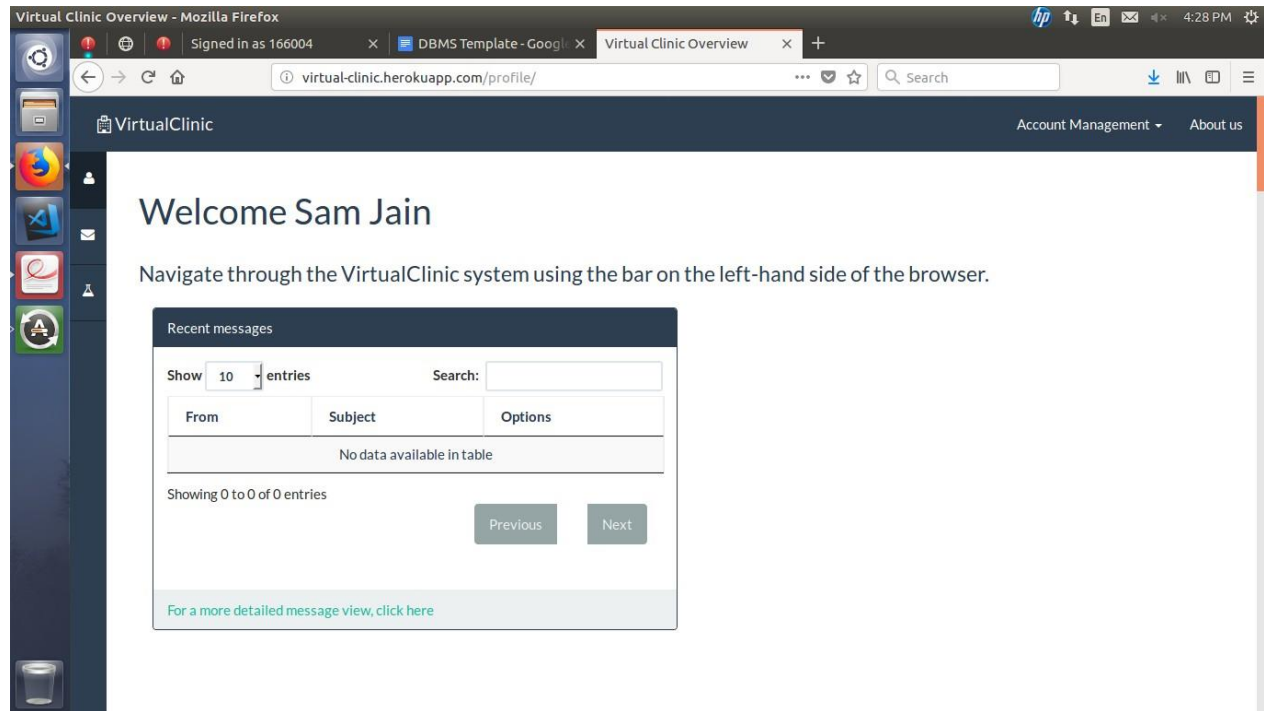 Virtual Clinic Overview - Mozilla Firefox
En
4:28 PM
Signed in as 166004
DBMS Template - Googl
Virtual Clinic Overview
virtual-clinic.herokuapp.com/profile/
Search
VirtualClinic
Account Management
About us
Welcome Sam Jain
Navigate through the VirtualClinic system using the bar on the left-hand side of the browser.
Recent messages
Show 10 entries
Search:
From Subject Options
No data available in table
Showing 0 to 0 of 0 entries
Previous Next
For a more detailed message view, click here